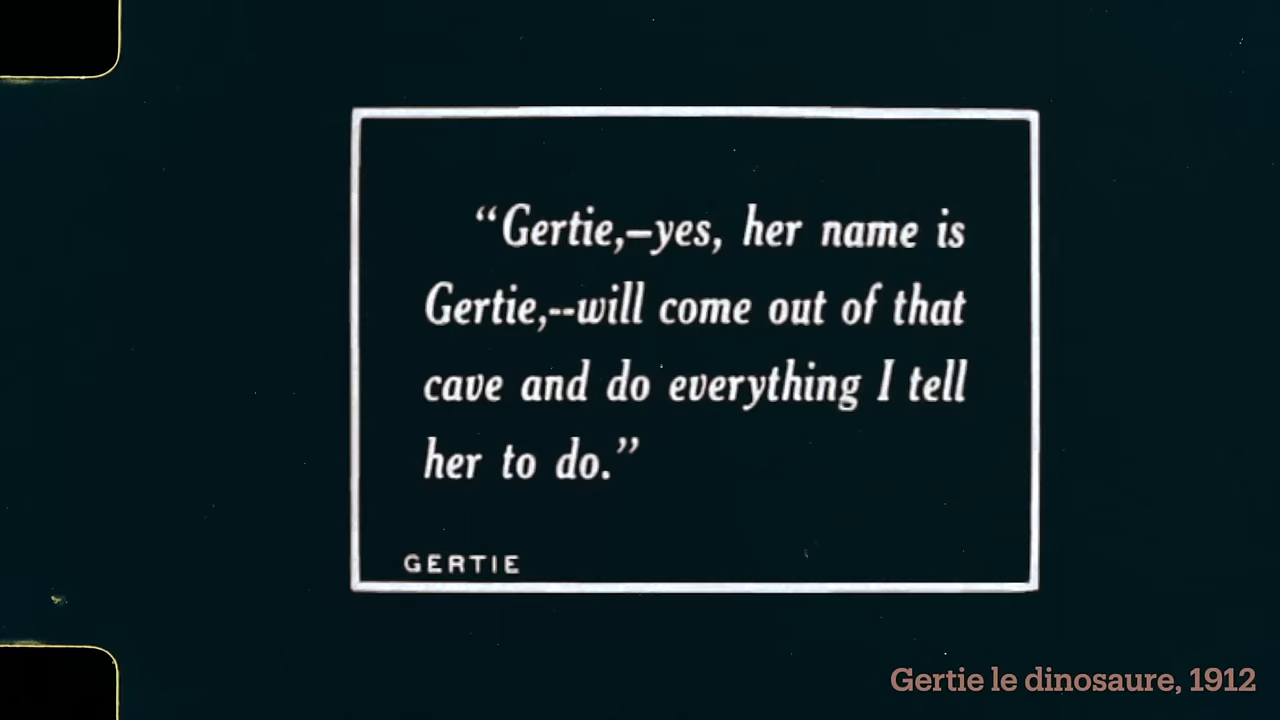 “Gertie,–yes, her name is
Gertie,--will come out of that
cave and do everything I tell
her to do.”
GERTIE
Gertie le dinosaure, 1912